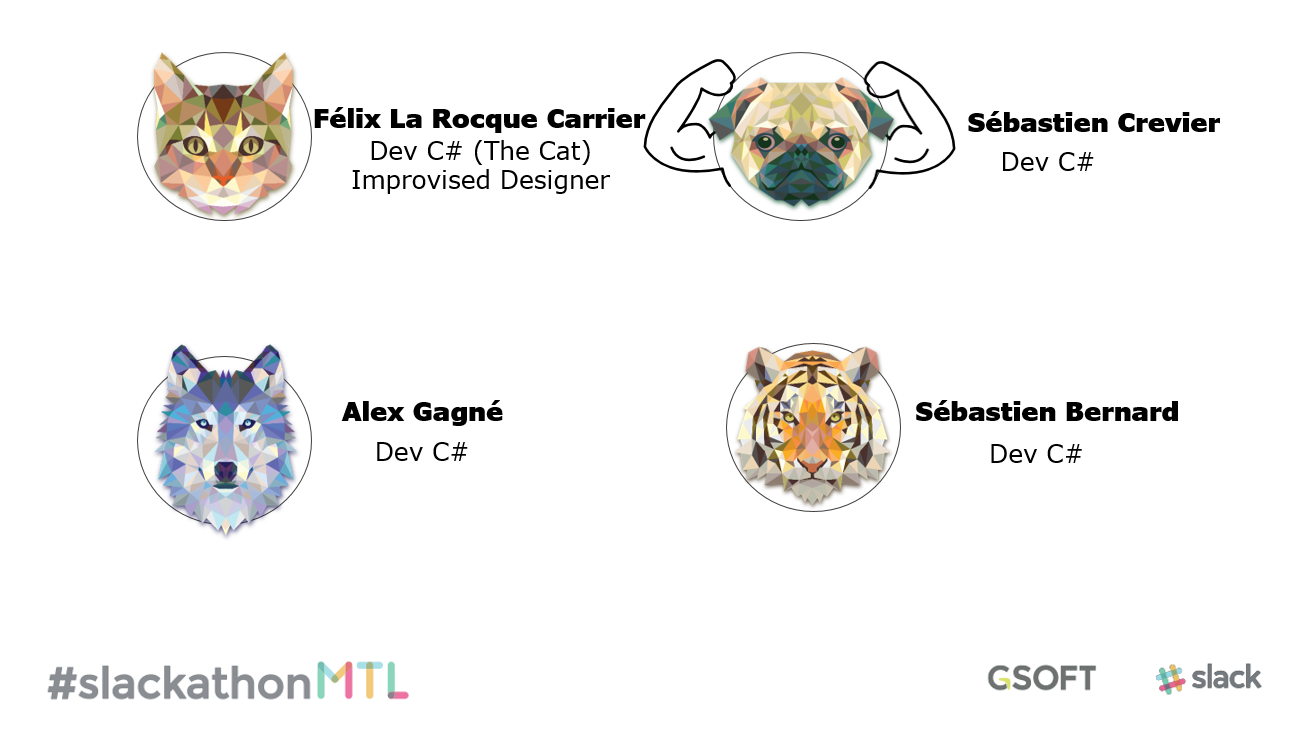 Félix La Rocque Carrier
Dev C# (The Cat)
Improvised Designer
Sébastien Crevier
Dev C#
Alex Gagné
Dev C#
Sébastien Bernard
Dev C#
#slackathonMTL
GSOFT
slack